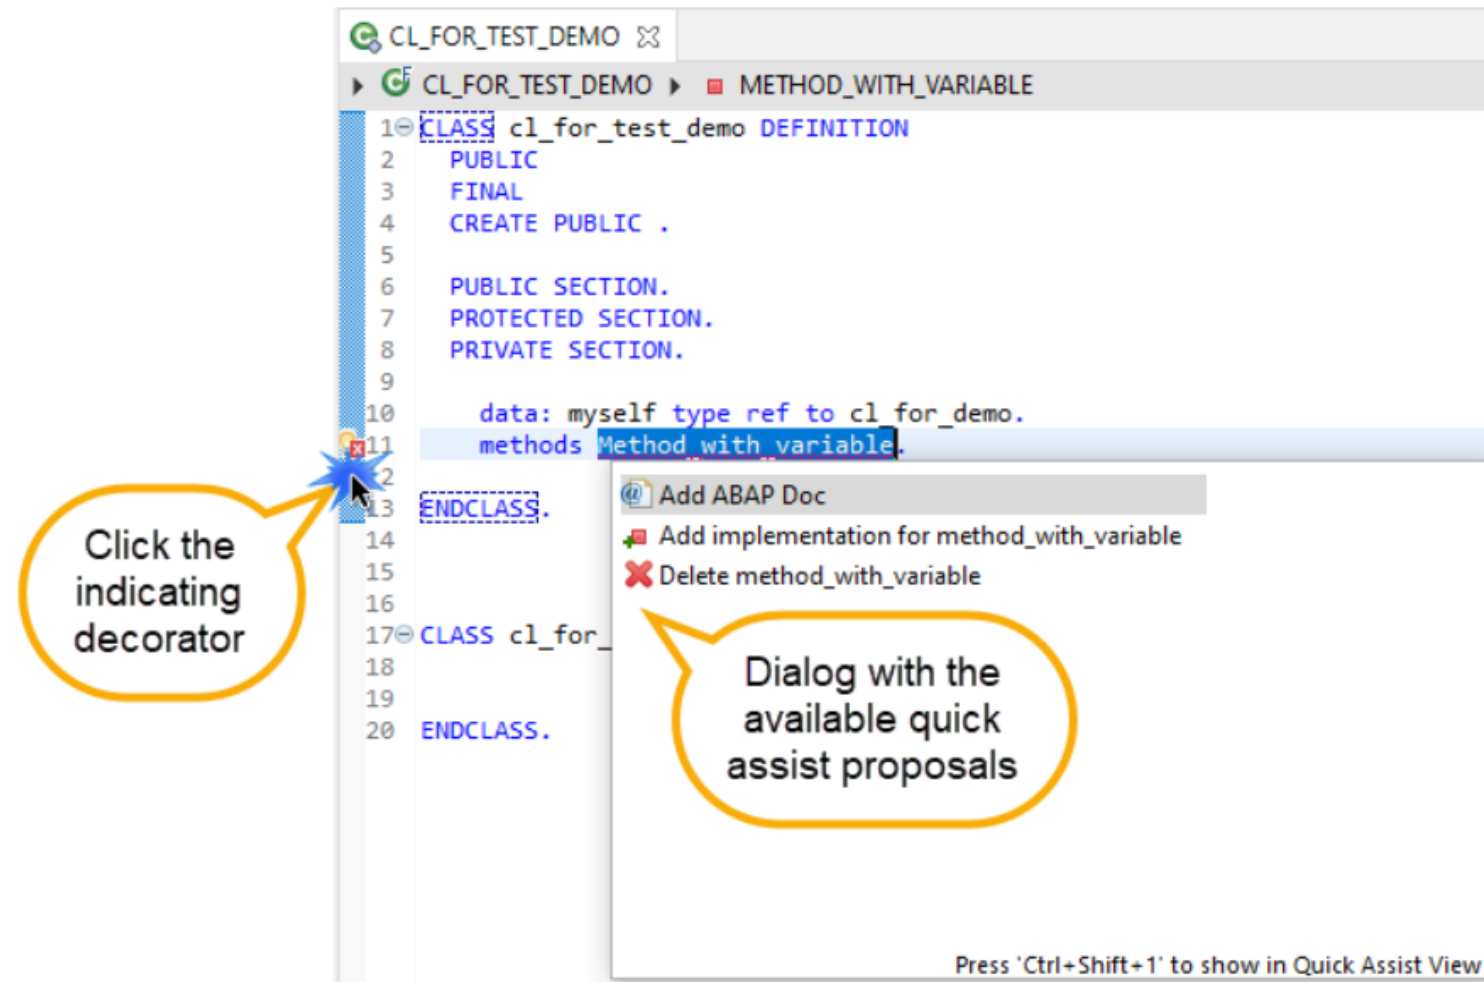 CL_FOR_TEST_DEMO
CL_FOR_TEST_DEMO METHOD_WITH_VARIABLE
1 CLASS cl_for_test_demo DEFINITION
2 PUBLIC
3 FINAL
4 CREATE PUBLIC .
5
6 PUBLIC SECTION.
7 PROTECTED SECTION.
8 PRIVATE SECTION.
9
10 data: myself type ref to cl_for_demo.
11 methods Method_with_variable.
2
13 ENDCLASS.
14
15
16
17 CLASS cl_for_
18
19
20 ENDCLASS.
Add ABAP Doc
Add implementation for method_with_variable
Delete method_with_variable
Click the
indicating
decorator
Dialog with the
available quick
assist proposals
Press 'Ctrl+Shift+1' to show in Quick Assist View